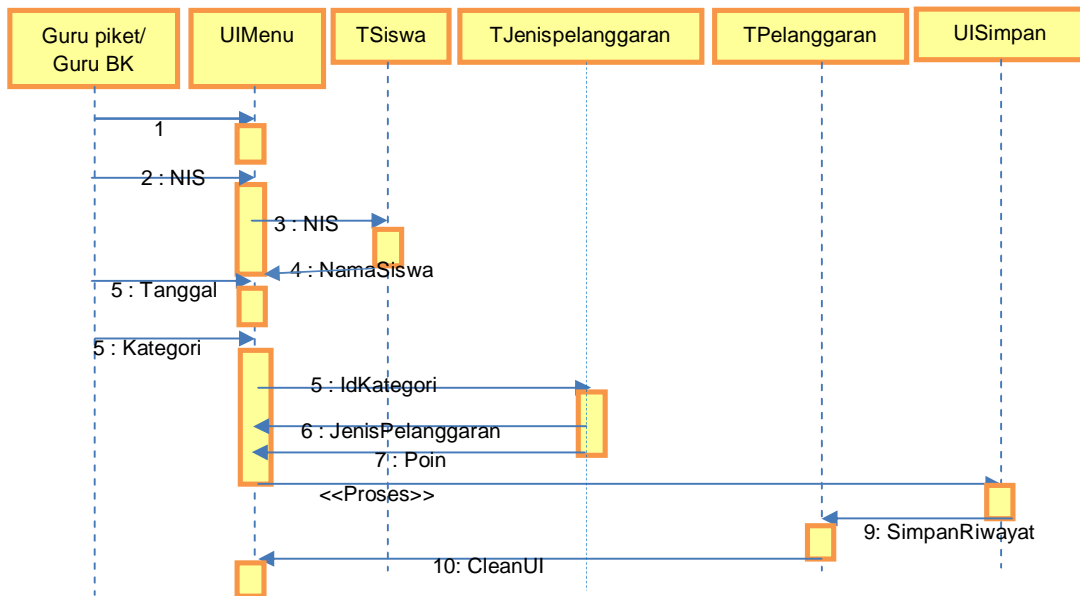 Guru piket/
Guru BK
UIMenu
TSiswa
TJenispelanggaran
TPelanggaran
UISimpan
1
2 : NIS
3 : NIS
4 : NamaSiswa
5 : Tanggal
5 : Kategori
5 : IdKategori
6 : JenisPelanggaran
7 : Poin
<<Proses>>
9: SimpanRiwayat
10: CleanUI